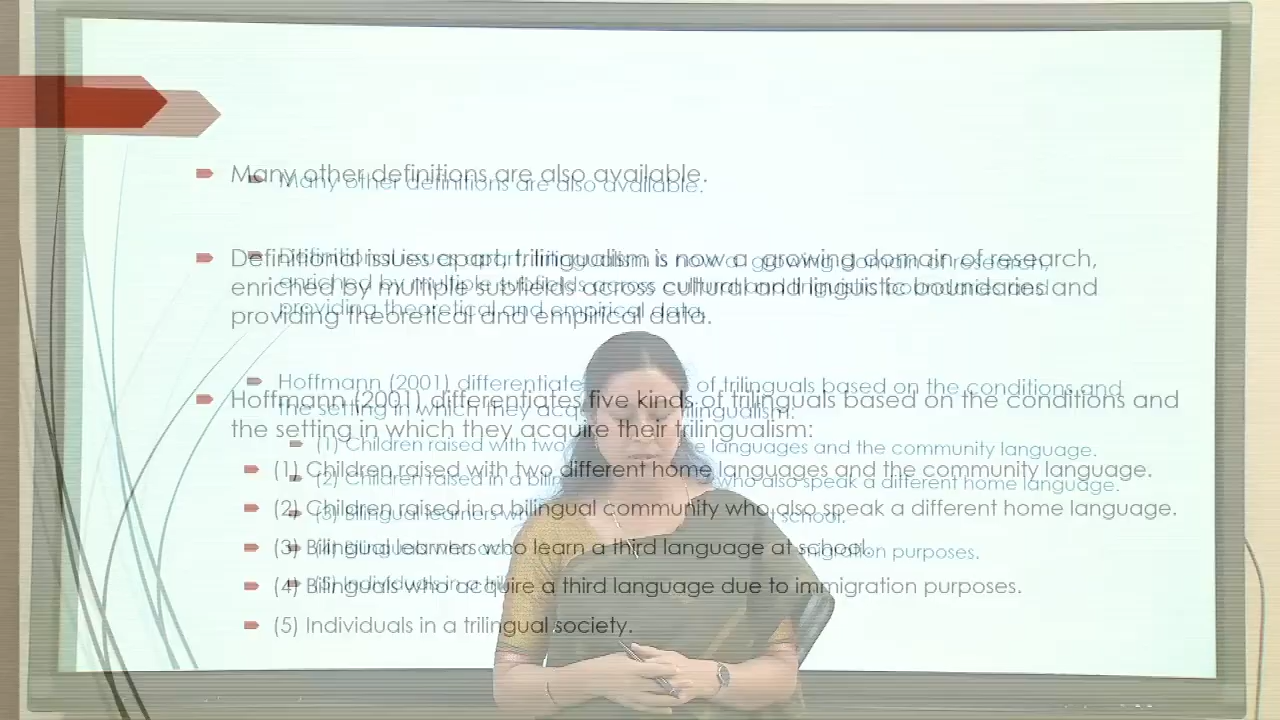 Many other definitions are also available.
Definitional issues apart, trilingualism is now a growing domain of research,
enriched by multiple subfields across cultural and linguistic boundaries and
providing theoretical and empirical data.
Hoffmann (2001) differentiates five kinds of trilinguals based on the conditions and
the setting in which they acquire their trilingualism:
(1) Children raised with two different home languages and the community language.
(2) Children raised in a bilingual community who also speak a different home language.
(3) Bilingual learners who learn a third language at school.
(4) Bilinguals who acquire a third language due to immigration purposes.
(5) Individuals in a trilingual society.